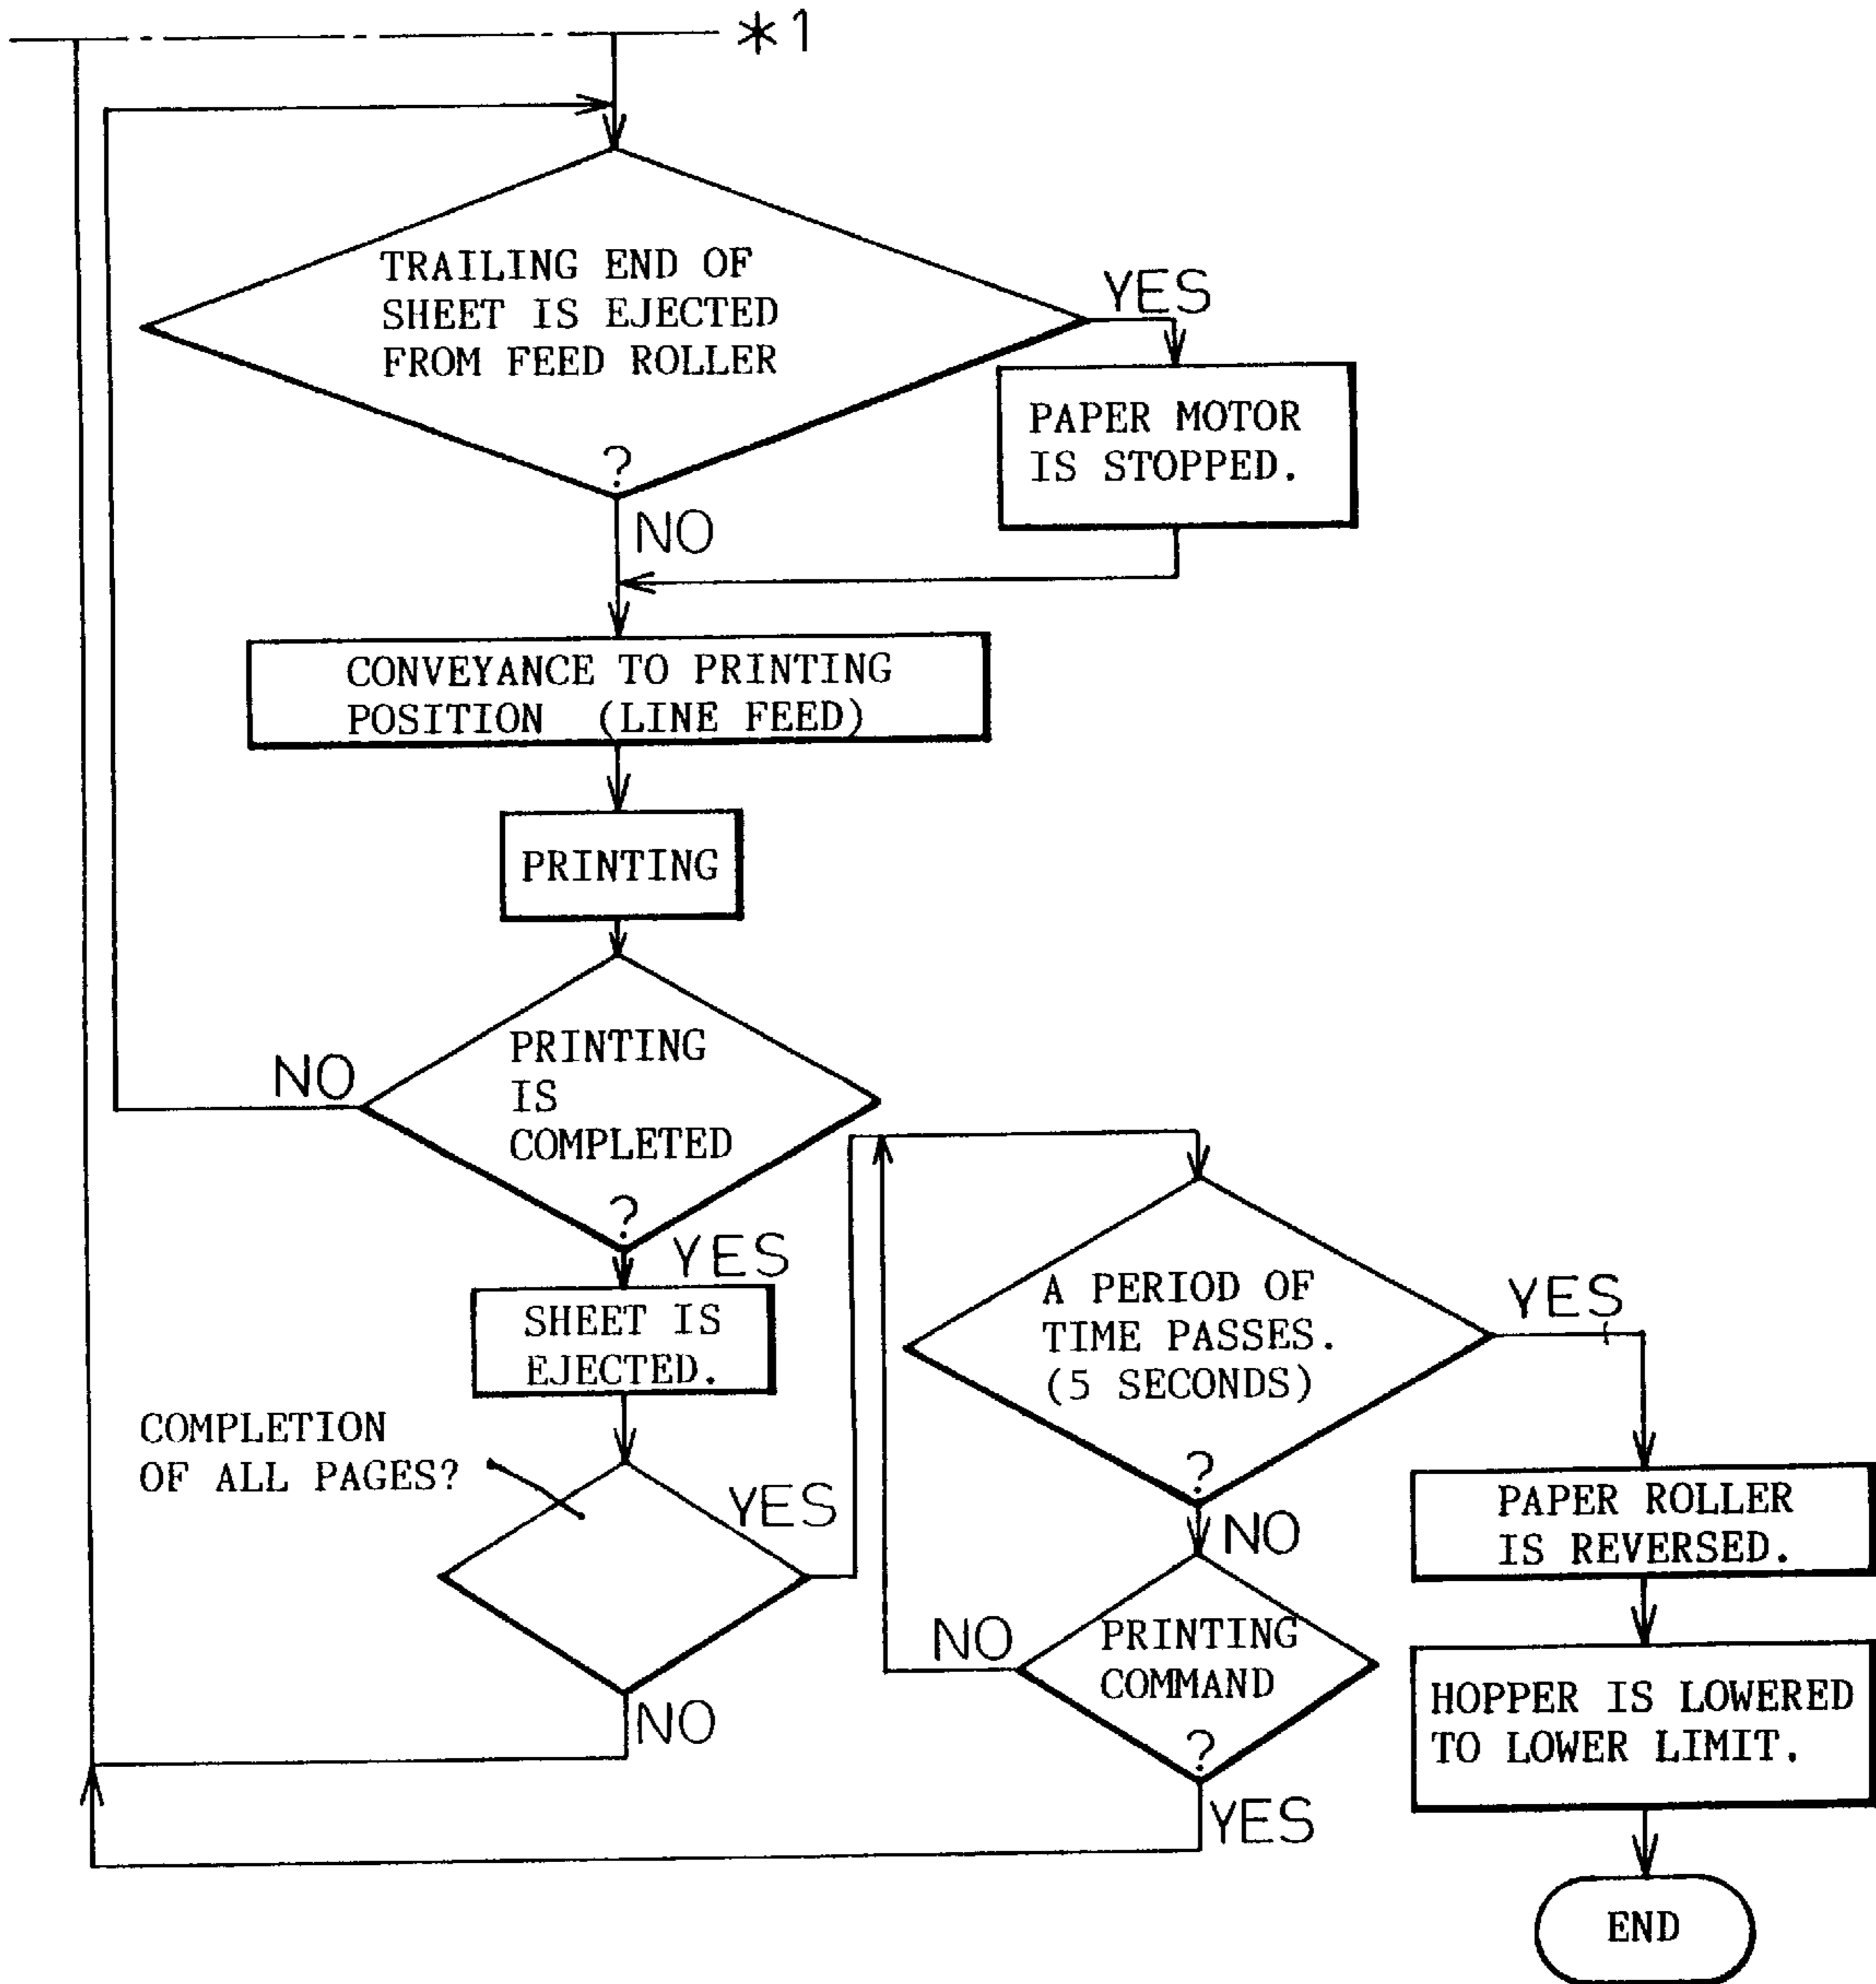 *1
TRAILING END OF
SHEET IS EJECTED
FROM FEED ROLLER
?
YES
NO
PAPER MOTOR
IS STOPPED.
CONVEYANCE TO PRINTING
POSITION (LINE FEED)
PRINTING
PRINTING
IS
COMPLETED
?
NO
YES
SHEET IS
EJECTED.
COMPLETION
OF ALL PAGES?
YES
NO
A PERIOD OF
TIME PASSES.
(5 SECONDS)
?
YES
NO
PRINTING
COMMAND
?
NO
YES
PAPER ROLLER
IS REVERSED.
HOPPER IS LOWERED
TO LOWER LIMIT.
END